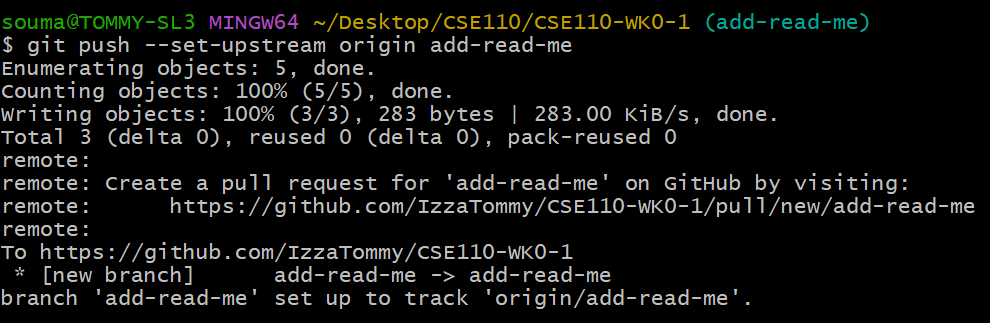 souma@TOMMY-SL3 MINGW64 ~/Desktop/CSE110/CSE110-WK0-1 (add-read-me)
$ git push --set-upstream origin add-read-me
Enumerating objects: 5, done.
Counting objects: 100% (5/5), done.
Writing objects: 100% (3/3), 283 bytes | 283.00 KiB/s, done.
Total 3 (delta 0), reused 0 (delta 0), pack-reused 0
remote:
remote: Create a pull request for 'add-read-me' on GitHub by visiting:
remote:      https://github.com/IzzaTommy/CSE110-WK0-1/pull/new/add-read-me
remote:
To https://github.com/IzzaTommy/CSE110-WK0-1
 * [new branch]      add-read-me -> add-read-me
branch 'add-read-me' set up to track 'origin/add-read-me'.